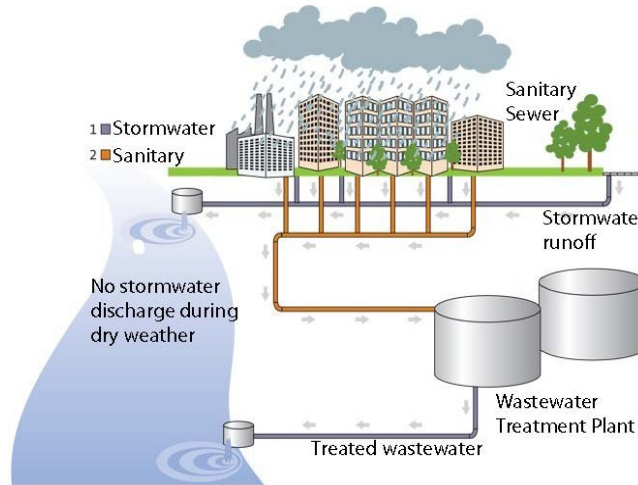 Sanitary
Sewer
1 Stormwater
2 Sanitary
Stormwate
runoff
No stormwater
discharge during
dry weather
Wastewater
Treatment Plant
Treated wastewater